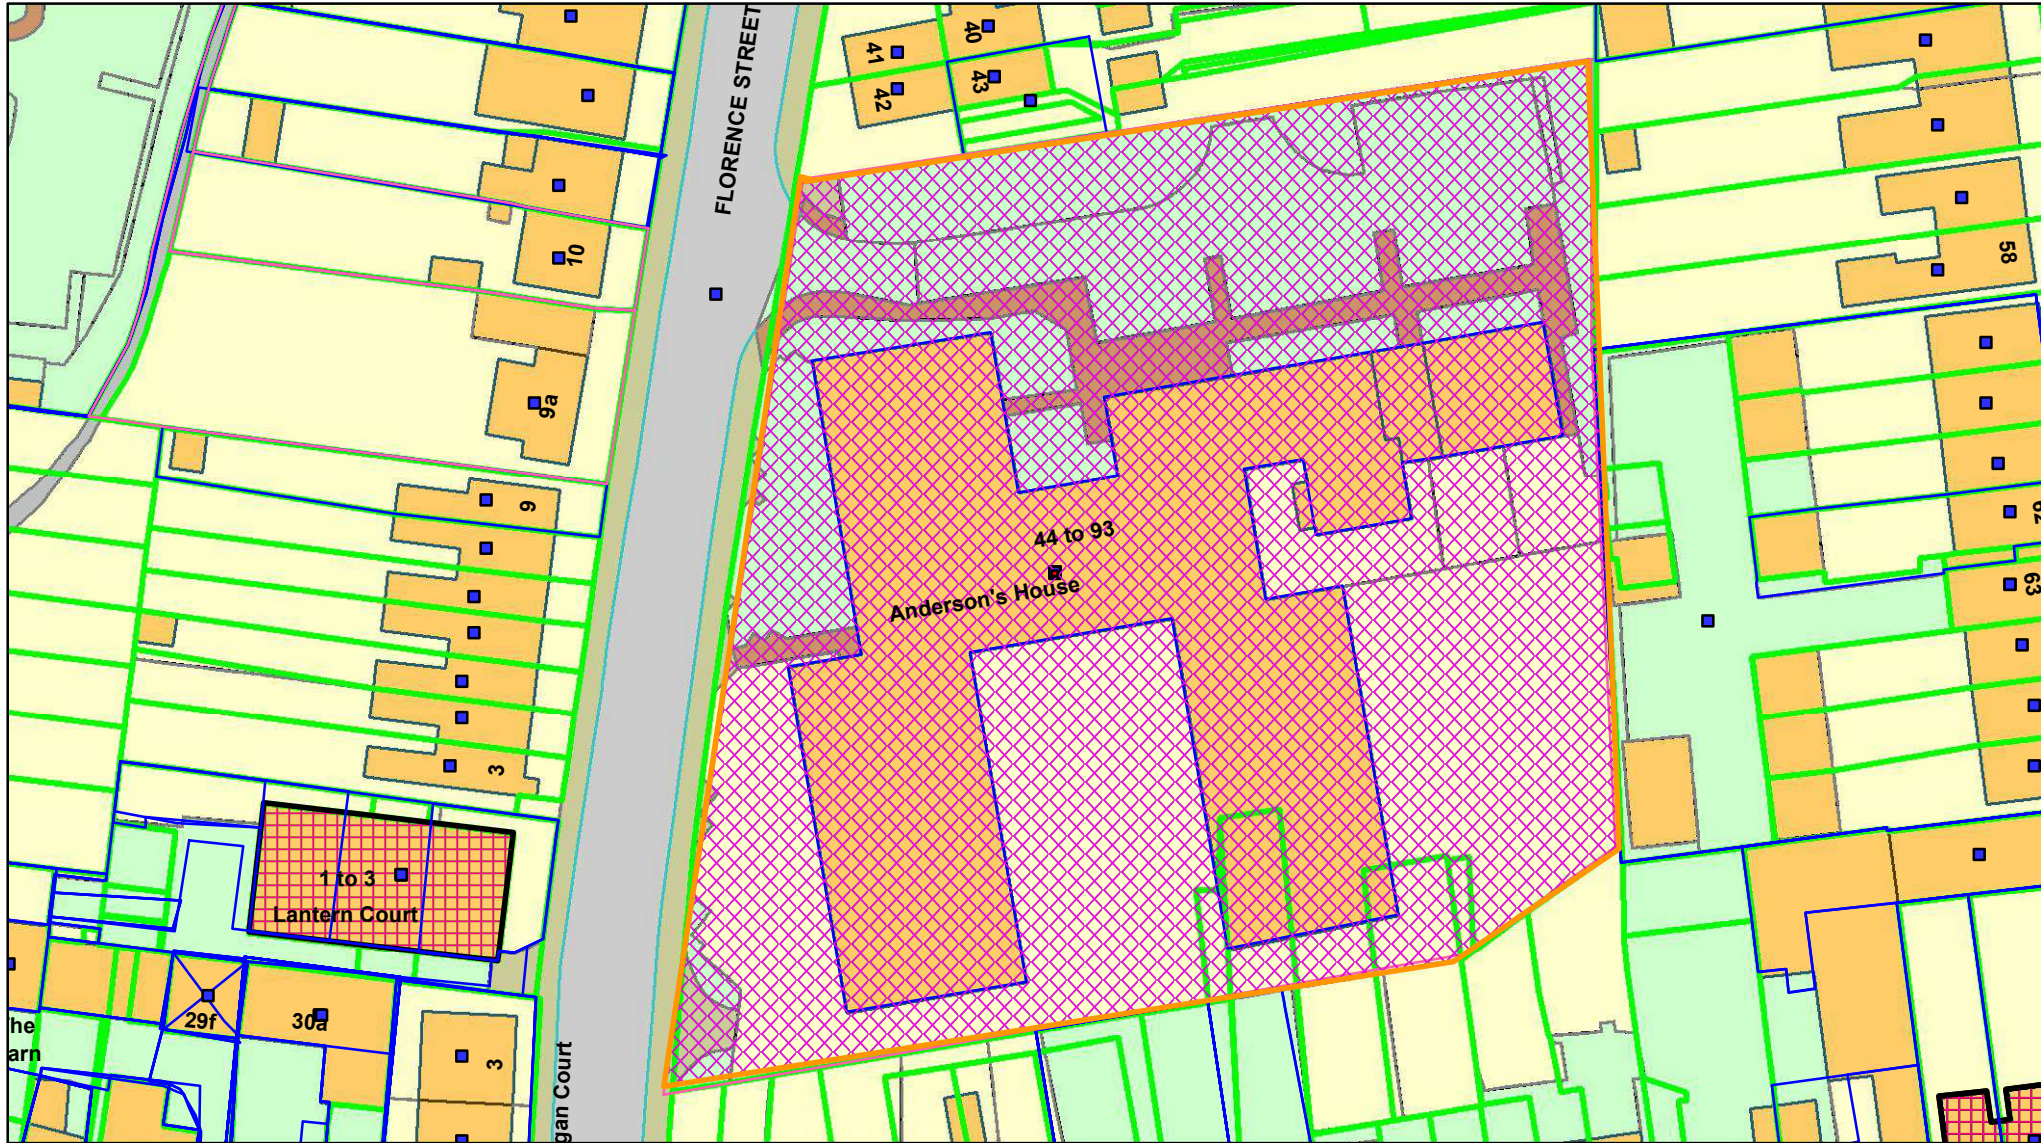 FLORENCE STREET
41
40
42
43
10
58
9a
9
44 to 93
Anderson's House
62
63
3
1 to 3
Lantern Court
29f
30a
he
arn
3
gan Court